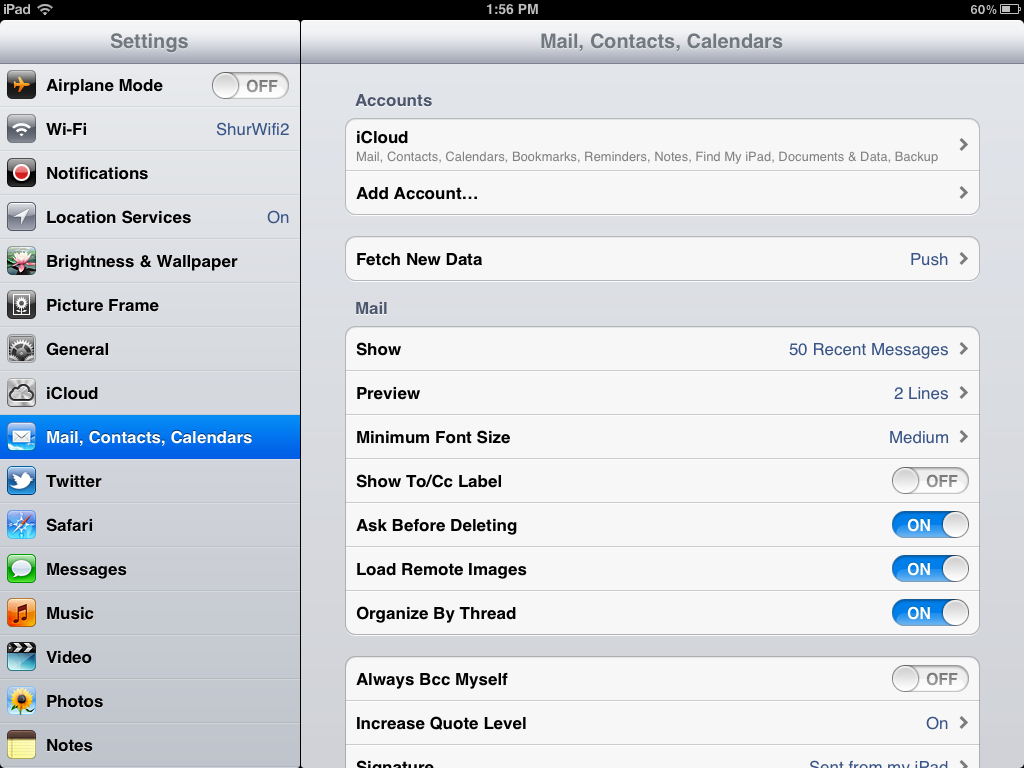 iPad 1:56 PM 60%
Settings
Airplane Mode OFF
Wi-Fi ShurWifi2
Notifications
Location Services On
Brightness & Wallpaper
Picture Frame
General
iCloud
Mail, Contacts, Calendars
Twitter
Safari
Messages
Music
Video
Photos
Notes
Mail, Contacts, Calendars
Accounts
iCloud
Mail, Contacts, Calendars, Bookmarks, Reminders, Notes, Find My iPad, Documents & Data, Backup
Add Account...
Fetch New Data Push
Mail
Show 50 Recent Messages
Preview 2 Lines
Minimum Font Size Medium
Show To/Cc Label OFF
Ask Before Deleting ON
Load Remote Images ON
Organize By Thread ON
Always Bcc Myself OFF
Increase Quote Level On
Signature Sent from my iPad